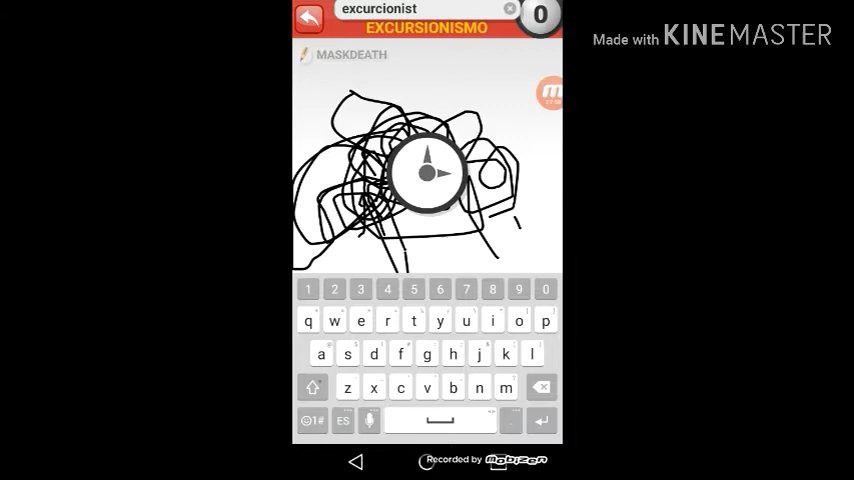 excurcionist
0
EXCURSIONISMO
MASKDEATH
Made with KINEMASTER
1 2 3 4 5 6 7 8 9 0
q w e r t y u i o p
a s d f g h j k l
z x c v b n m
1# ES
Recorded by mobizen